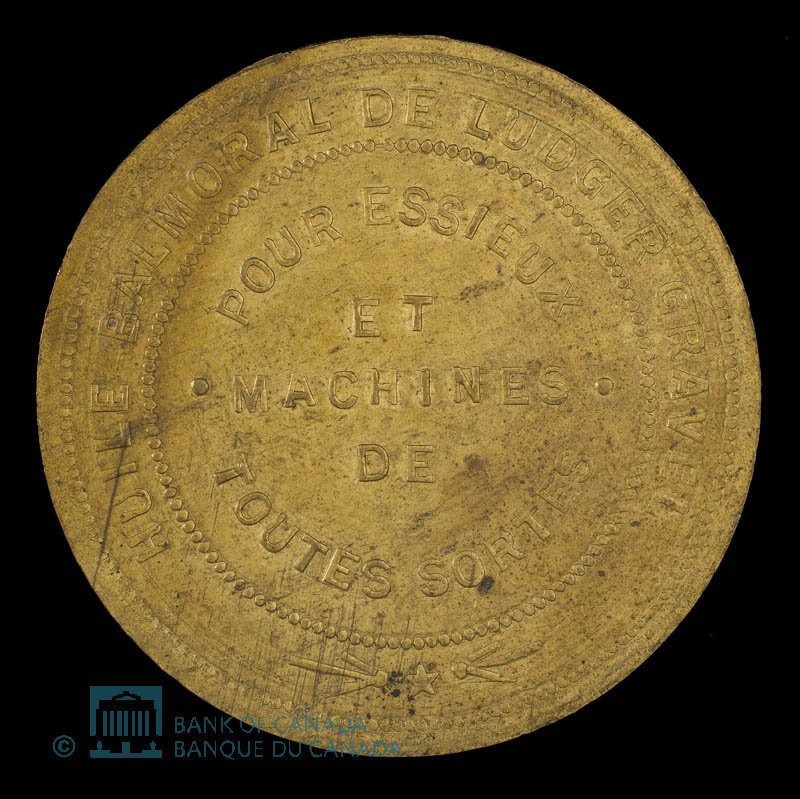 HUILE BALMORAL DE LUDGER GRAVEL
POUR ESSIEUX
ET
• MACHINES •
DE
TOUTES SORTES
© BANK OF CANADA
BANQUE DU CANADA